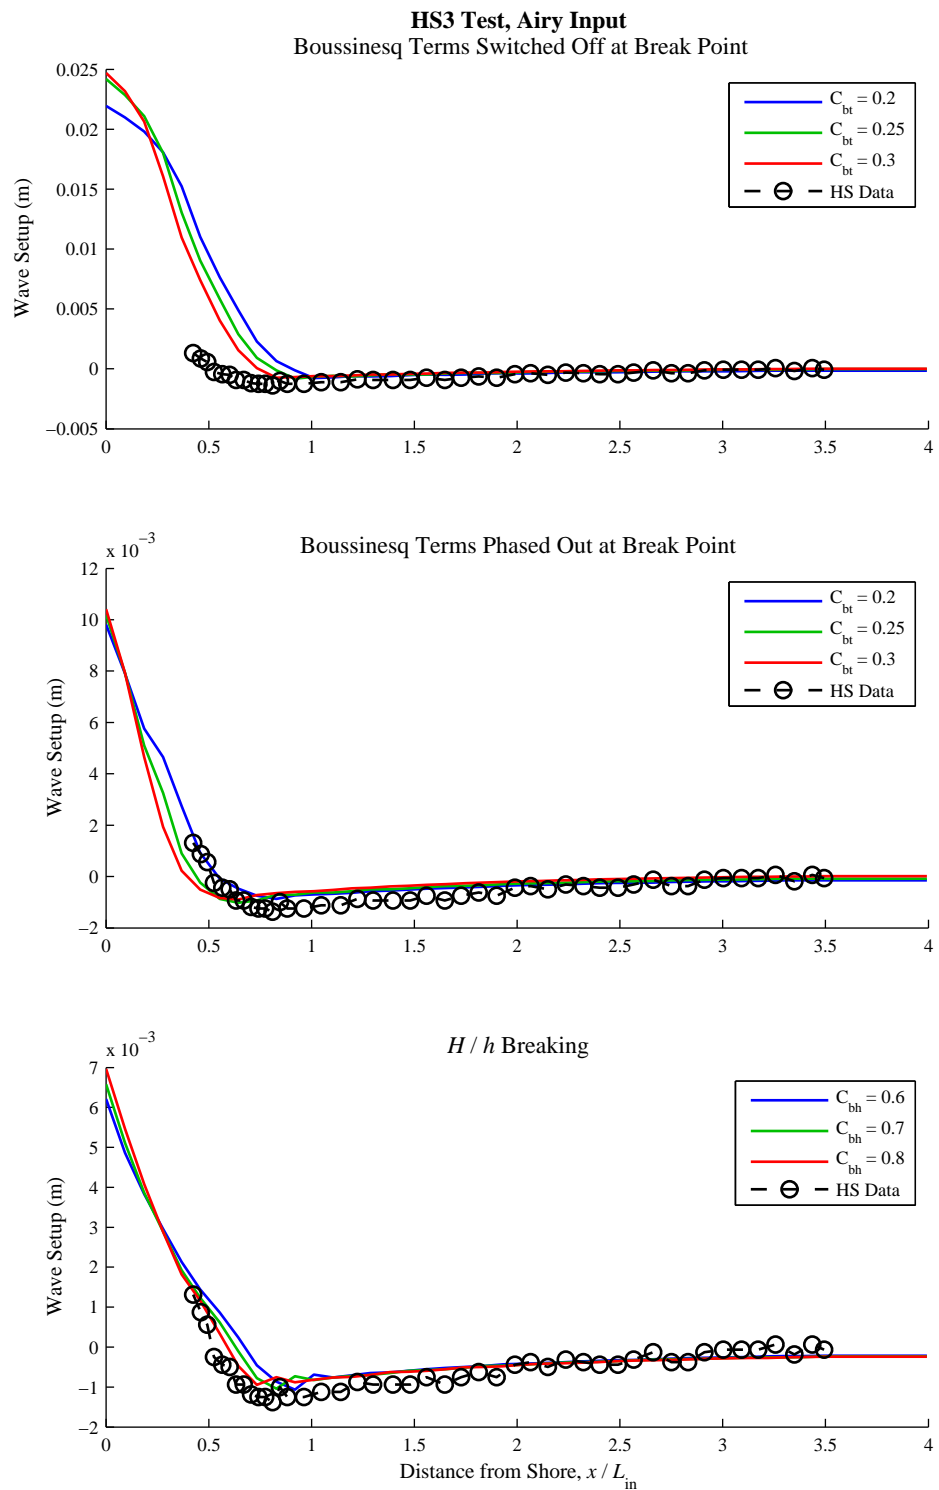 HS3 Test, Airy Input
Boussinesq Terms Switched Off at Break Point
0.025
0.02
0.015
0.01
0.005
0
−0.005
Wave Setup (m)
0 0.5 1 1.5 2 2.5 3 3.5 4
C_bt = 0.2
C_bt = 0.25
C_bt = 0.3
HS Data
Boussinesq Terms Phased Out at Break Point
x 10^−3
12
10
8
6
4
2
0
−2
Wave Setup (m)
0 0.5 1 1.5 2 2.5 3 3.5 4
C_bt = 0.2
C_bt = 0.25
C_bt = 0.3
HS Data
H / h Breaking
x 10^−3
7
6
5
4
3
2
1
0
−1
−2
Wave Setup (m)
0 0.5 1 1.5 2 2.5 3 3.5 4
C_bh = 0.6
C_bh = 0.7
C_bh = 0.8
HS Data
Distance from Shore, x / L_in